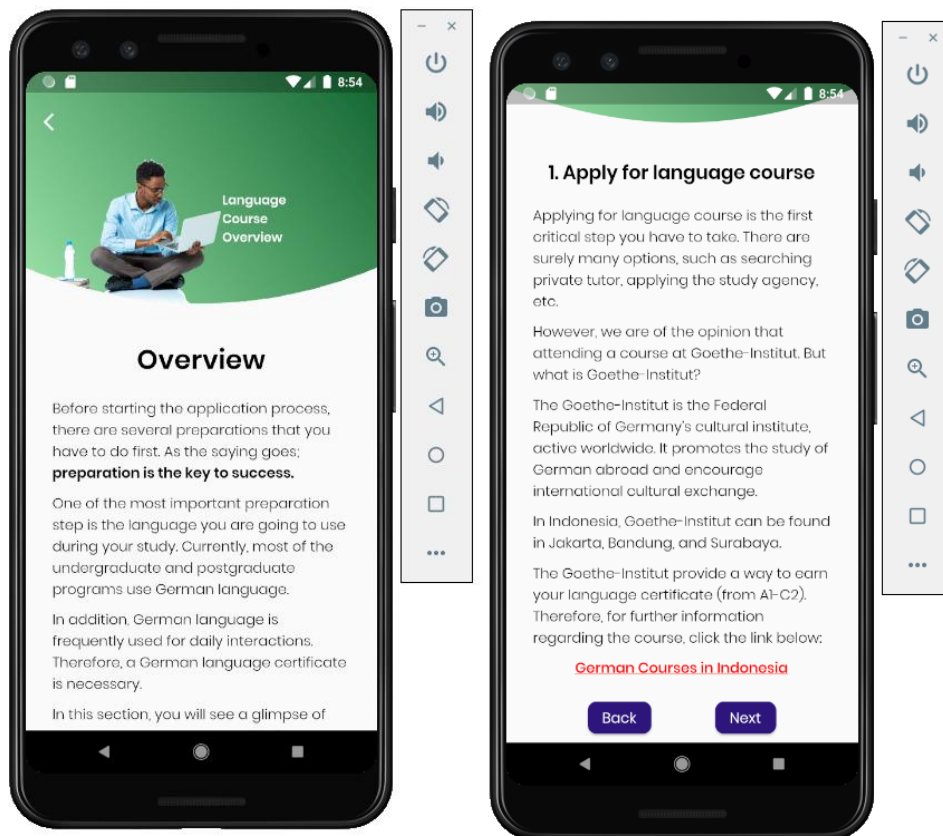 8:54
Language
Course
Overview
Overview
Before starting the application process,
there are several preparations that you
have to do first. As the saying goes;
preparation is the key to success.
One of the most important preparation
step is the language you are going to use
during your study. Currently, most of the
undergraduate and postgraduate
programs use German language.
In addition, German language is
frequently used for daily interactions.
Therefore, a German language certificate
is necessary.
In this section, you will see a glimpse of
8:54
1. Apply for language course
Applying for language course is the first
critical step you have to take. There are
surely many options, such as searching
private tutor, applying the study agency,
etc.
However, we are of the opinion that
attending a course at Goethe-Institut. But
what is Goethe-Institut?
The Goethe-Institut is the Federal
Republic of Germany's cultural institute,
active worldwide. It promotes the study of
German abroad and encourage
international cultural exchange.
In Indonesia, Goethe-Institut can be found
in Jakarta, Bandung, and Surabaya.
The Goethe-Institut provide a way to earn
your language certificate (from A1-C2).
Therefore, for further information
regarding the course, click the link below:
German Courses in Indonesia
Back Next